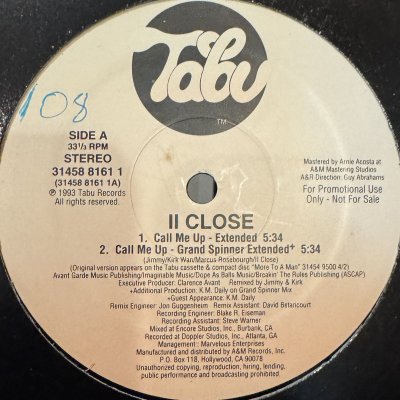 Tabu
TM
108
SIDE A
33⅓ RPM
STEREO
31458 8161 1
(31458 8161 1A)
℗ 1993 Tabu Records
All rights reserved.
Mastered by Arnie Acosta at
A&M Mastering Studios
A&R Direction: Guy Abrahams
For Promotional Use
Only - Not For Sale
II CLOSE
1. Call Me Up - Extended 5:34
2. Call Me Up - Grand Spinner Extended+ 5:34
(Jimmy/Kirk Wan/Marcus Roseborough/II Close)
(Original version appears on the Tabu cassette & compact disc "More To A Man" 31454 9500 4/2)
Avant Garde Music Publishing/Imaginable Music/Dope As Balls Music/Breakin' The Rules Publishing (ASCAP)
Executive Producer: Clarence Avant Remixed by Jimmy & Kirk
+Additional Production: K.M. Daily on Grand Spinner Mix
+Guest Appearance: K.M. Daily
Remix Engineer: Jon Guggenheim Remix Assistant: David Betancourt
Recording Engineer: Blake R. Eiseman
Recording Assistant: Steve Warner
Mixed at Encore Studios, Inc., Burbank, CA
Recorded at Doppler Studios, Inc., Atlanta, GA
Management: Marvelous Enterprises
Manufactured and distributed by A&M Records, Inc.
P.O. Box 118, Hollywood, CA 90078
Unauthorized copying, reproduction, hiring, lending,
public performance and broadcasting prohibited.